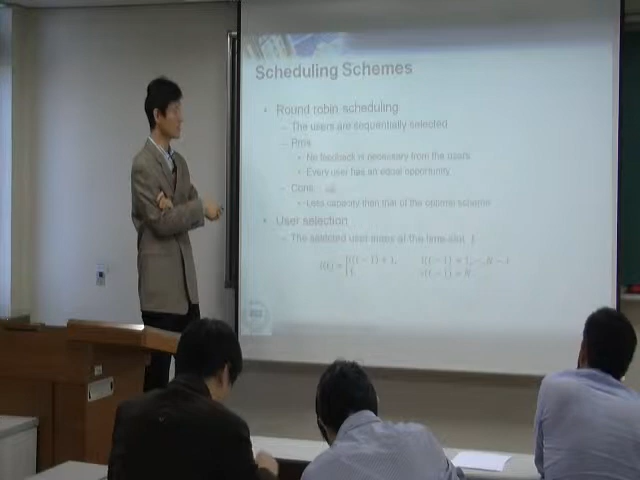 Scheduling Schemes
• Round robin scheduling
– The users are sequentially selected
– Pros
• No feedback is necessary from the users
• Every user has an equal opportunity
– Cons
• Less capacity then that of the optimal scheme
• User selection
– The selected user index at the time-slot t